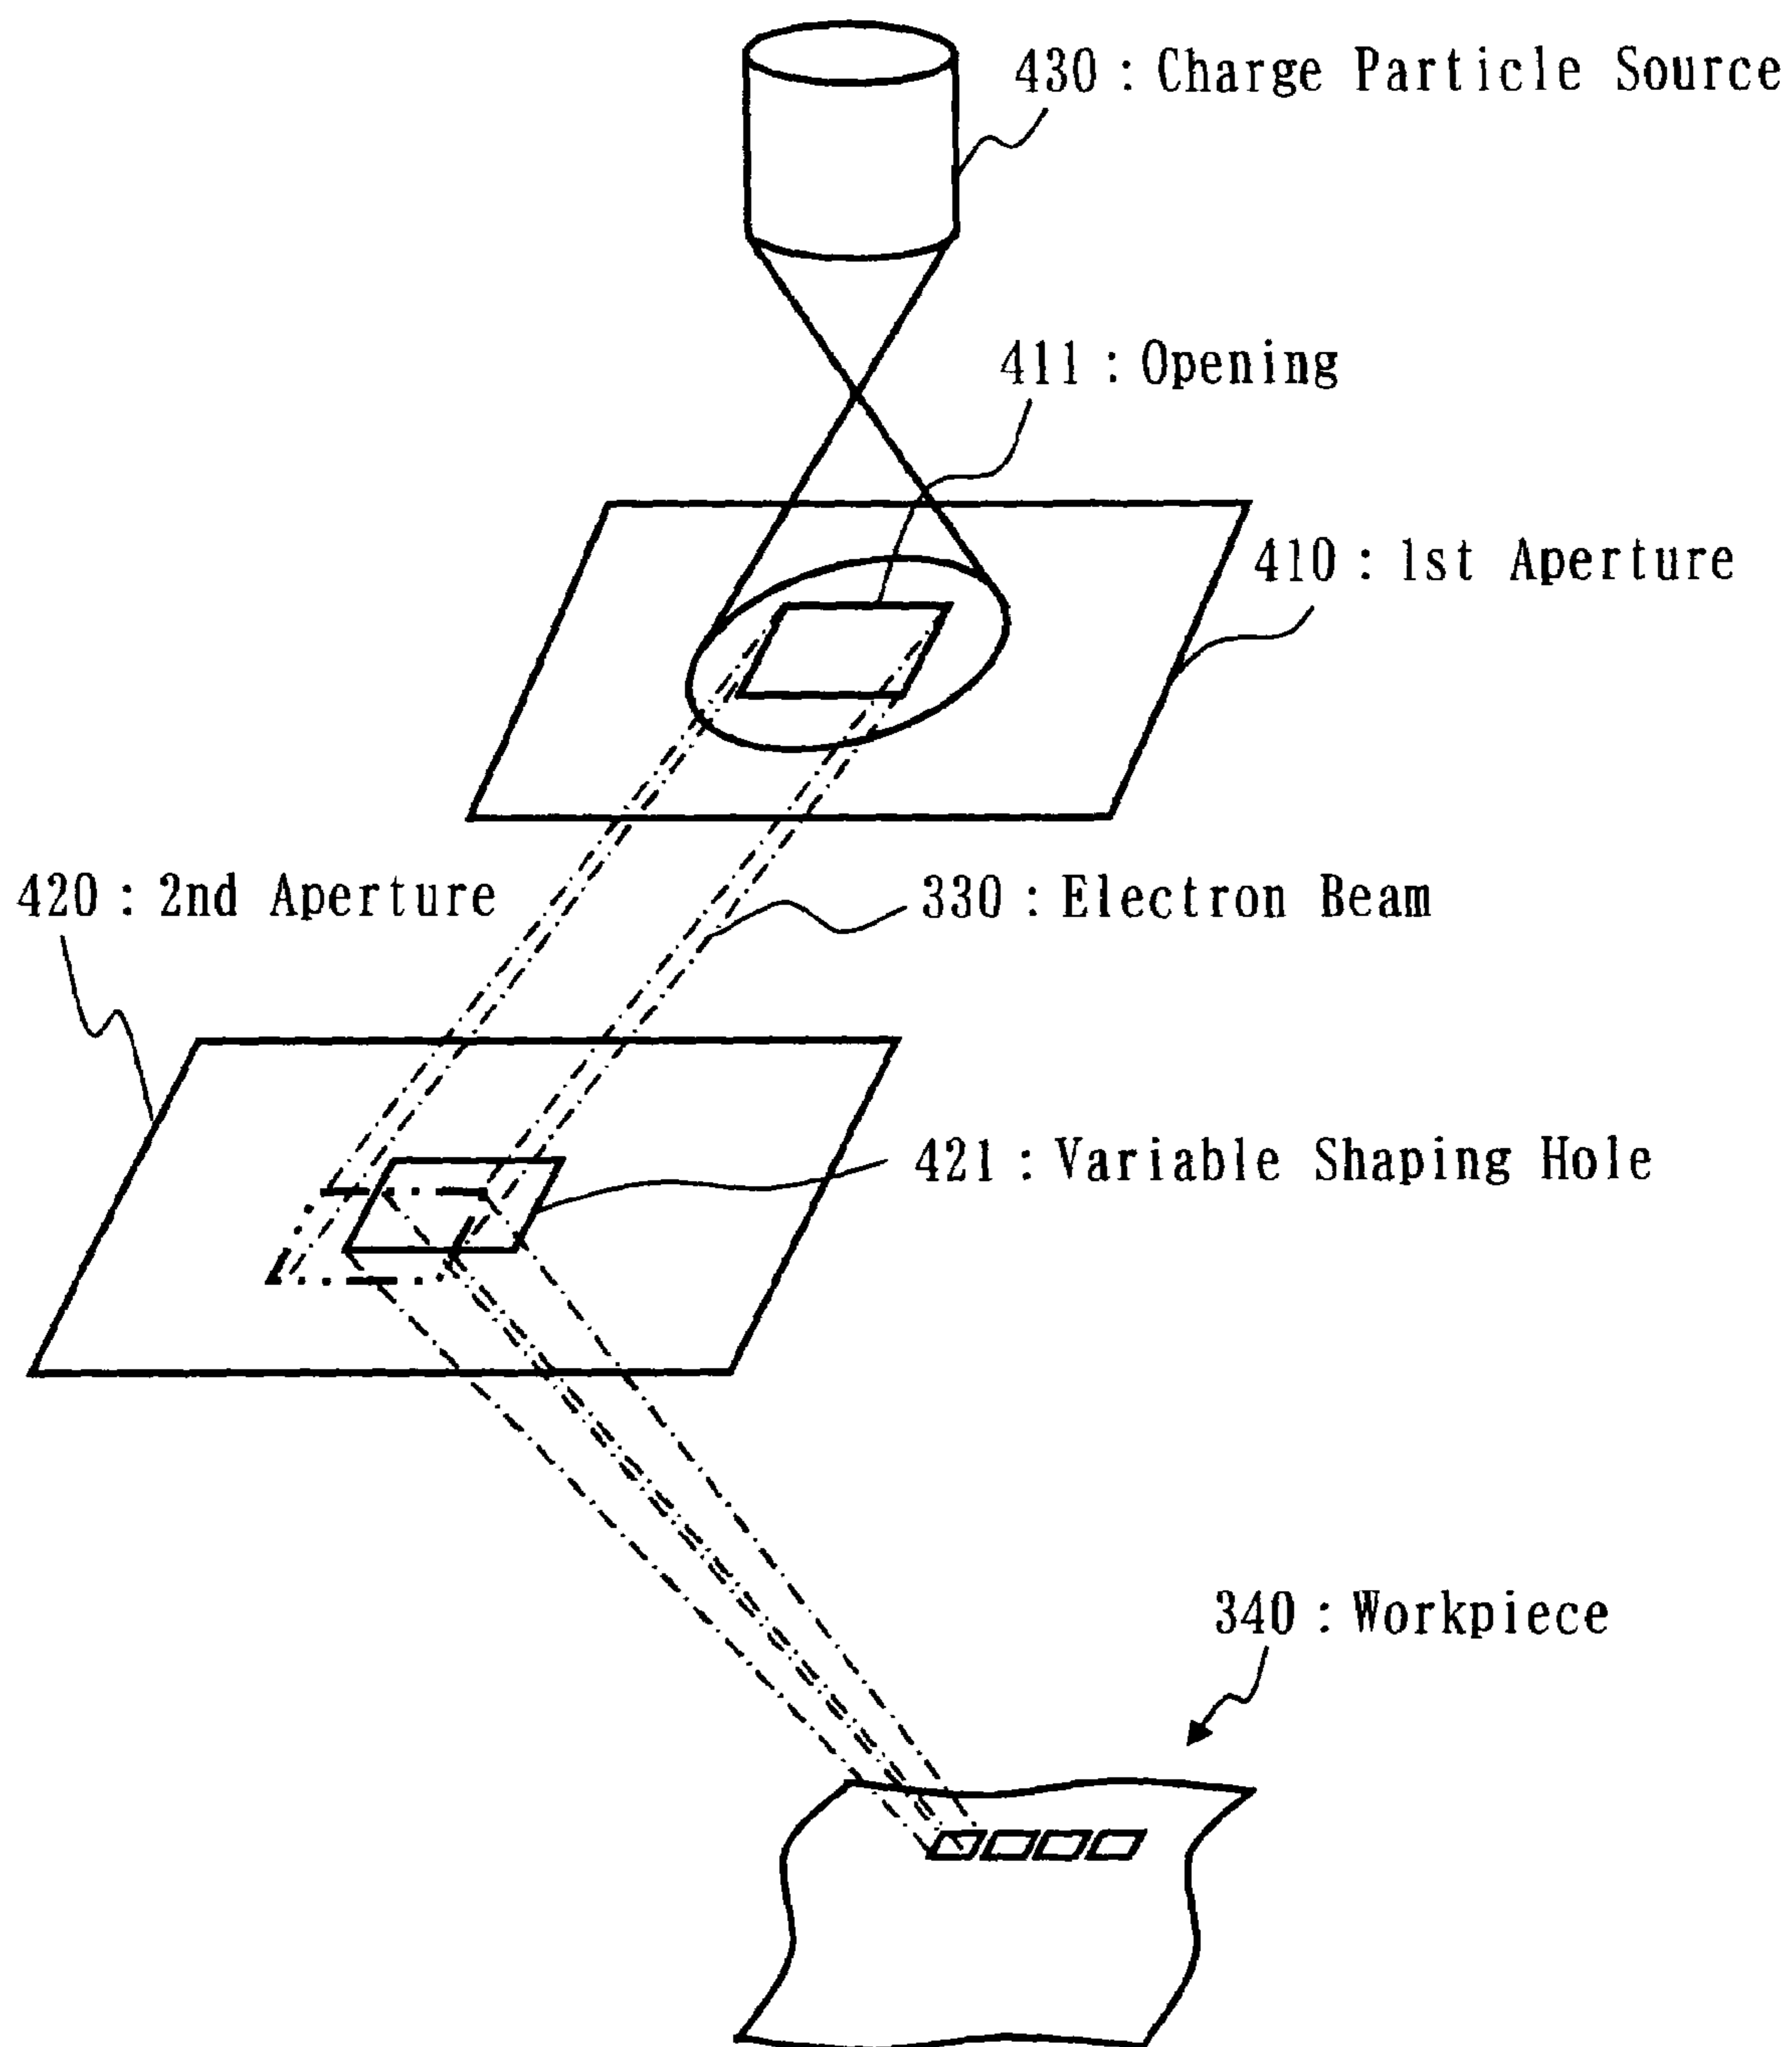 430 : Charge Particle Source
411 : Opening
410 : 1st Aperture
420 : 2nd Aperture
330 : Electron Beam
421 : Variable Shaping Hole
340 : Workpiece